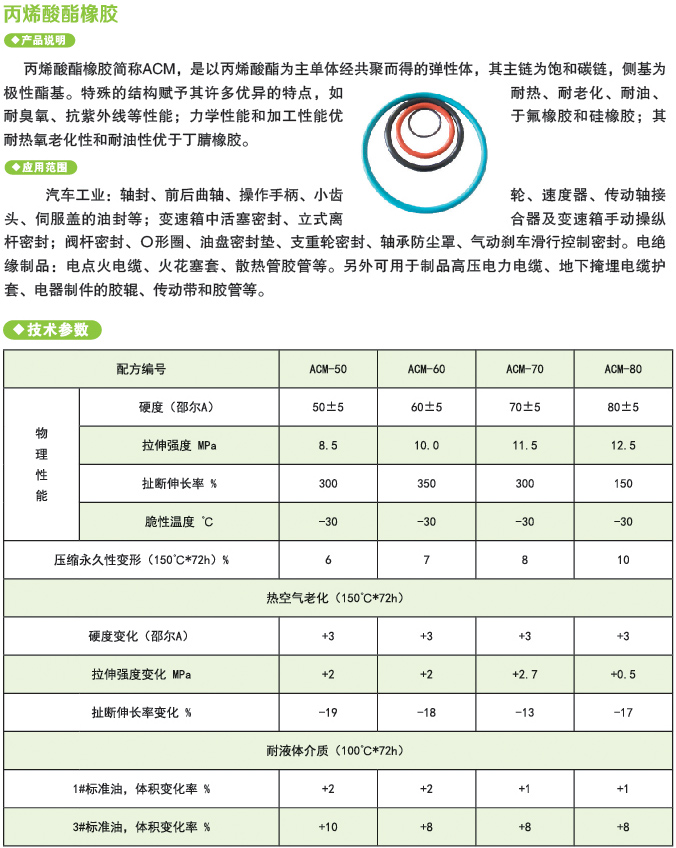 丙烯酸酯橡胶
◆产品说明
丙烯酸酯橡胶简称ACM，是以丙烯酸酯为主单体经共聚而得的弹性体，其主链为饱和碳链，侧基为
极性酯基。特殊的结构赋予其许多优异的特点，如耐热、耐老化、耐油、
耐臭氧、抗紫外线等性能；力学性能和加工性能优于氟橡胶和硅橡胶；其
耐热氧老化性和耐油性优于丁腈橡胶。
◆应用范围
汽车工业：轴封、前后曲轴、操作手柄、小齿轮、速度器、传动轴接
头、伺服盖的油封等；变速箱中活塞密封、立式离合器及变速箱手动操纵
杆密封；阀杆密封、O形圈、油盘密封垫、支重轮密封、轴承防尘罩、气动刹车滑行控制密封。电绝
缘制品：电点火电缆、火花塞套、散热管胶管等。另外可用于制品高压电力电缆、地下掩埋电缆护
套、电器制件的胶辊、传动带和胶管等。
◆技术参数
配方编号 ACM-50 ACM-60 ACM-70 ACM-80
物理性能
硬度（邵尔A） 50±5 60±5 70±5 80±5
拉伸强度 MPa 8.5 10.0 11.5 12.5
扯断伸长率 % 300 350 300 150
脆性温度 ℃ -30 -30 -30 -30
压缩永久性变形（150℃*72h）% 6 7 8 10
热空气老化（150℃*72h）
硬度变化（邵尔A） +3 +3 +3 +3
拉伸强度变化 MPa +2 +2 +2.7 +0.5
扯断伸长率变化 % -19 -18 -13 -17
耐液体介质（100℃*72h）
1#标准油，体积变化率 % +2 +2 +1 +1
3#标准油，体积变化率 % +10 +8 +8 +8